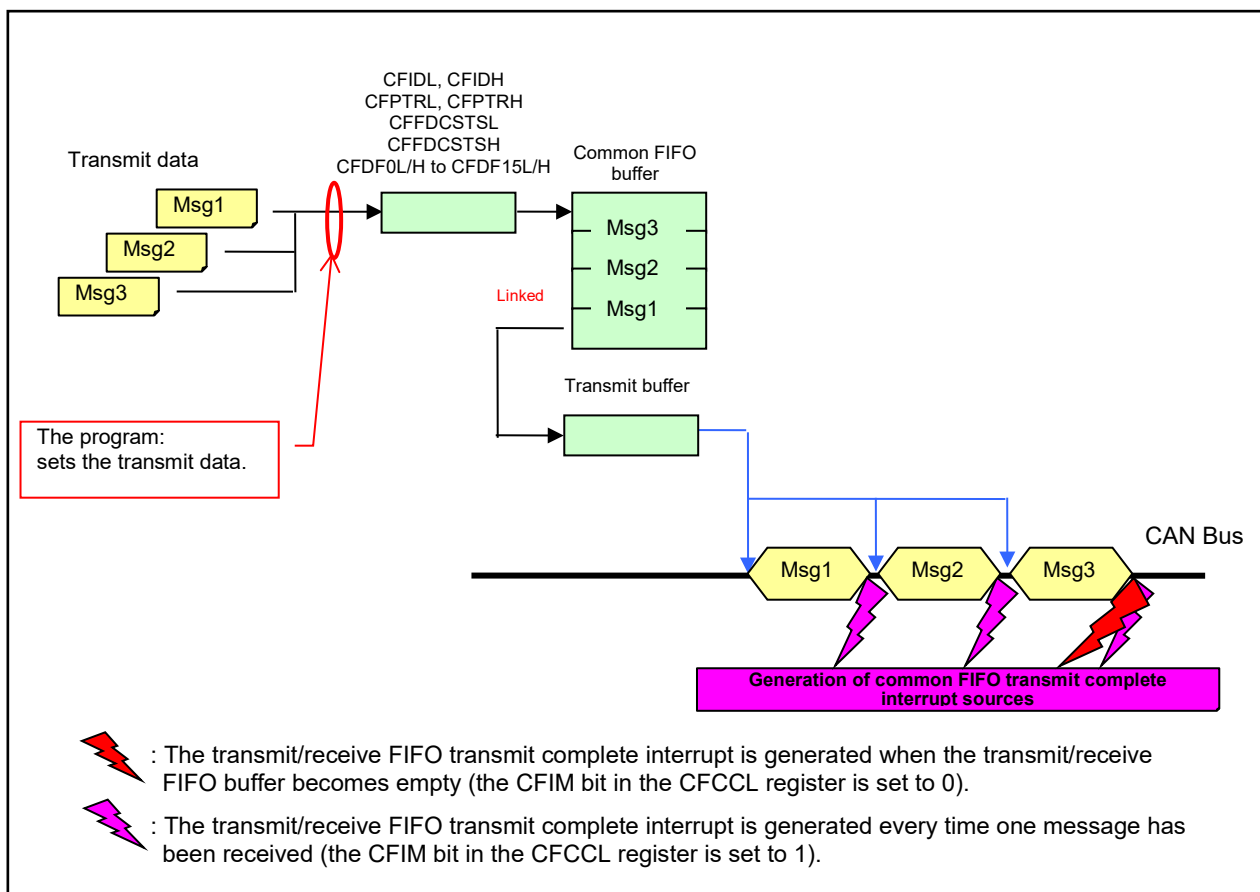 CFIDL, CFIDH
CFPTRL, CFPTRH
CFFDCSTSL
CFFDCSTSH
CFDF0L/H to CFDF15L/H
Transmit data
Common FIFO
buffer
Msg1
Msg2
Msg3
Msg3
Msg2
Msg1
Linked
Transmit buffer
The program:
sets the transmit data.
CAN Bus
Msg1
Msg2
Msg3
Generation of common FIFO transmit complete
interrupt sources
: The transmit/receive FIFO transmit complete interrupt is generated when the transmit/receive
FIFO buffer becomes empty (the CFIM bit in the CFCCL register is set to 0).
: The transmit/receive FIFO transmit complete interrupt is generated every time one message has
been received (the CFIM bit in the CFCCL register is set to 1).